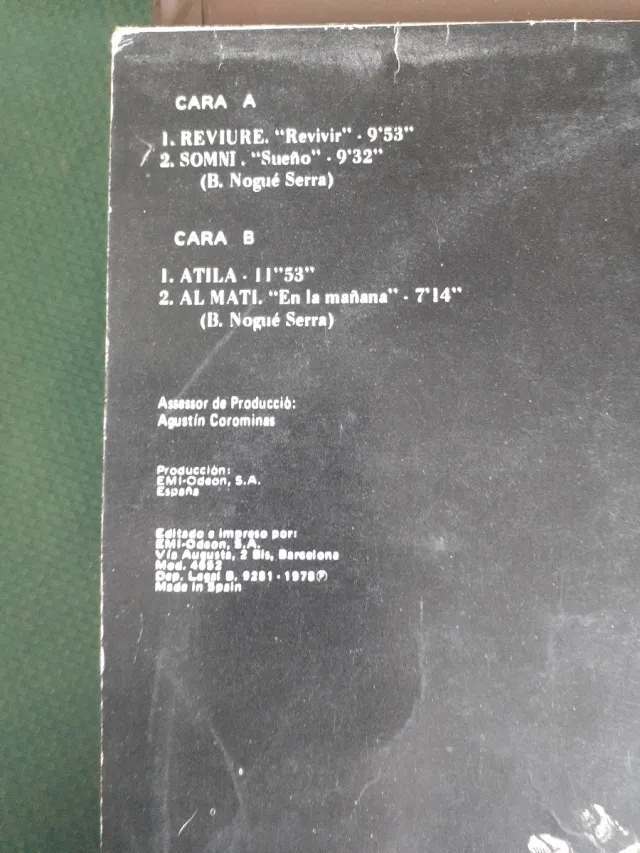 CARA A
1. REVIURE. "Revivir" - 9'53"
2. SOMNI. "Sueño" - 9'32"
(B. Nogué Serra)
CARA B
1. ATILA - 11"53"
2. AL MATI. "En la mañana" - 7'14"
(B. Nogué Serra)
Assessor de Producció:
Agustín Corominas
Producción:
EMI-Odeon, S.A.
España
Editado e impreso por:
EMI-Odeon, S.A.
Vía Augusta, 2 Bis, Barcelona
Mod. 4652
Dep. Legal B. 9281 - 1978 ℗
Made in Spain